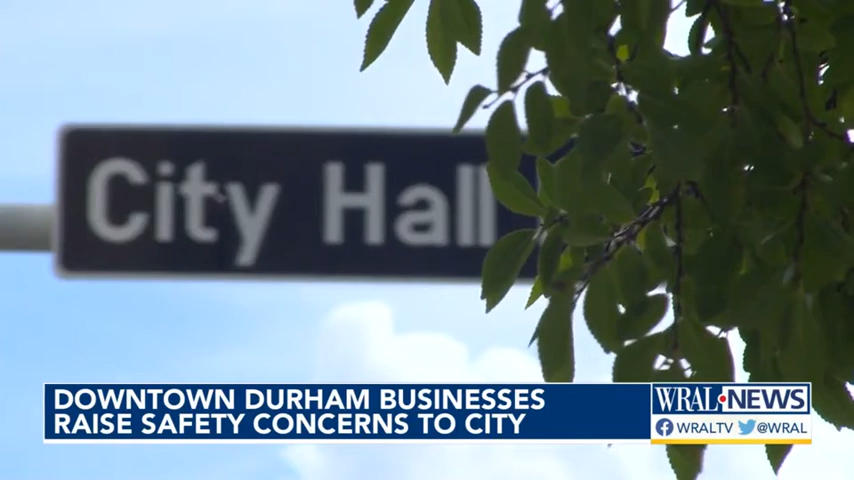 City Hall
DOWNTOWN DURHAM BUSINESSES
RAISE SAFETY CONCERNS TO CITY
WRAL NEWS
WRALTV @WRAL